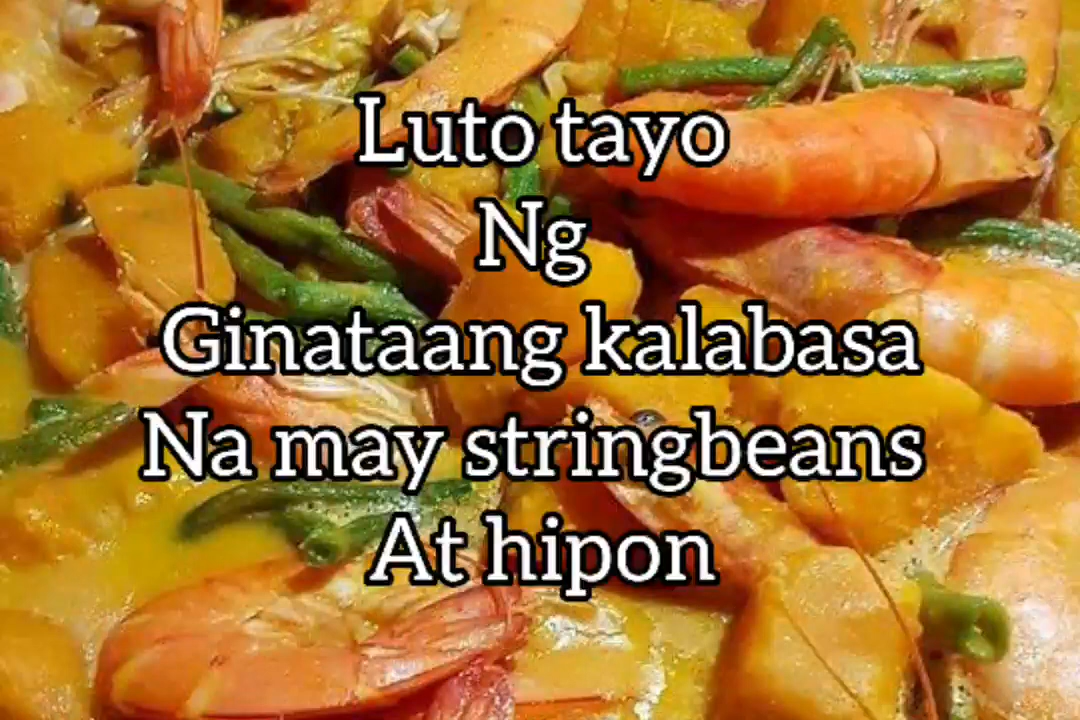 Luto tayo
Ng
Ginataang kalabasa
Na may stringbeans
At hipon